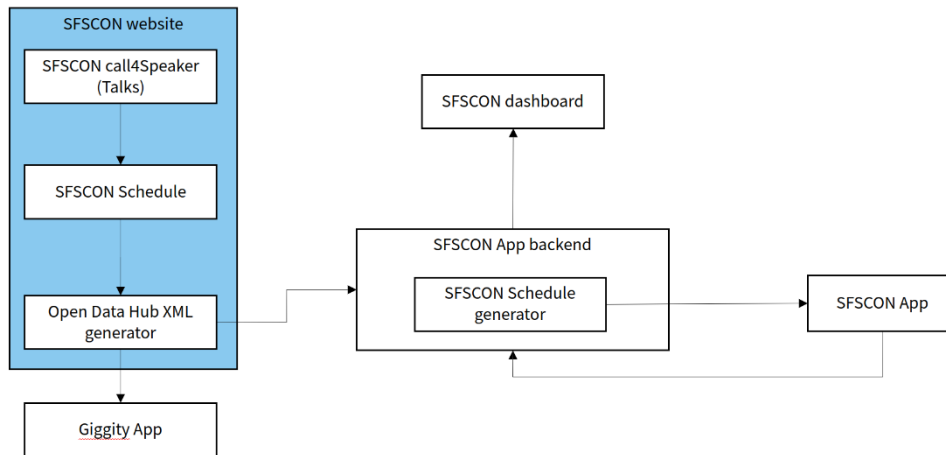 SFSCON website
SFSCON call4Speaker
(Talks)
SFSCON Schedule
Open Data Hub XML
generator
Giggity App
SFSCON dashboard
SFSCON App backend
SFSCON Schedule
generator
SFSCON App